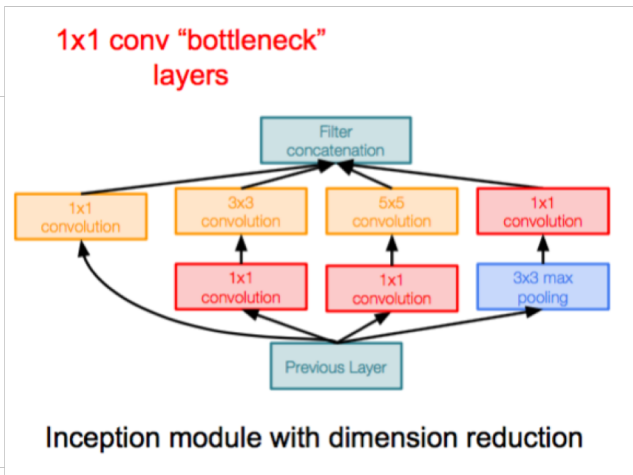 1x1 conv “bottleneck”
layers
Filter
concatenation
1x1
convolution
3x3
convolution
5x5
convolution
1x1
convolution
1x1
convolution
1x1
convolution
3x3 max
pooling
Previous Layer
Inception module with dimension reduction